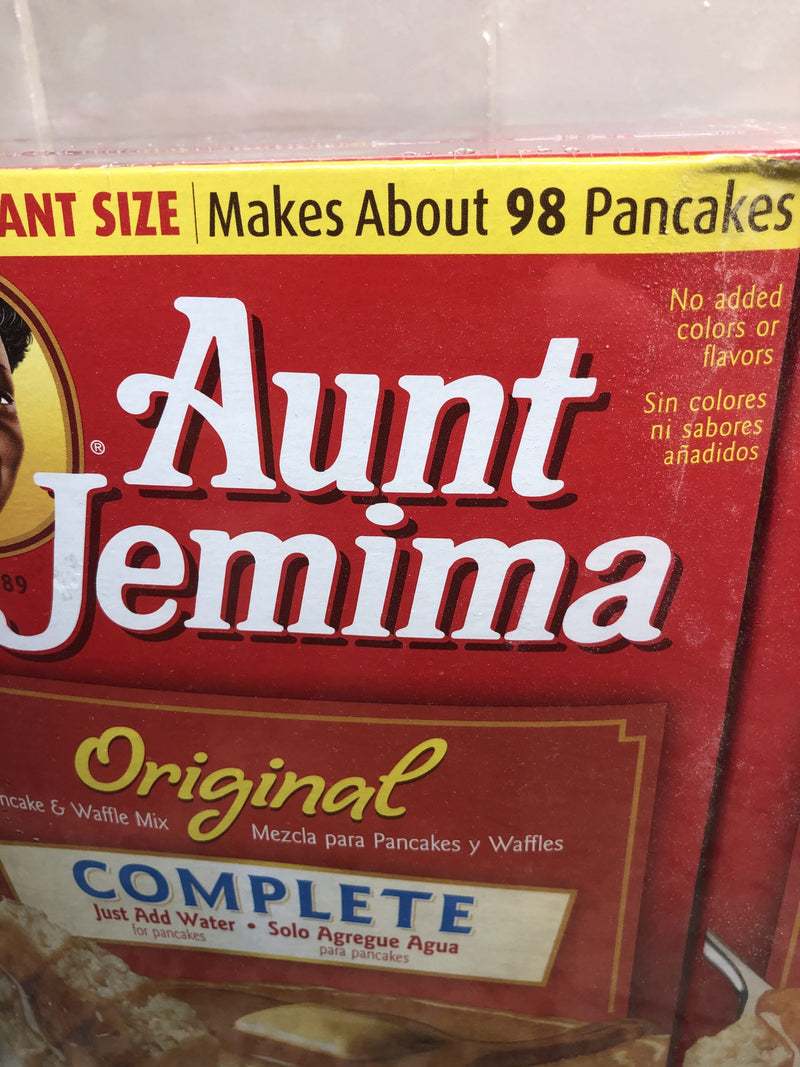 ANT SIZE | Makes About 98 Pancakes
No added
colors or
flavors
Sin colores
ni sabores
añadidos
Aunt
®
Jemima
89
Original
ncake & Waffle Mix
Mezcla para Pancakes y Waffles
COMPLETE
Just Add Water • Solo Agregue Agua
for pancakes
para pancakes